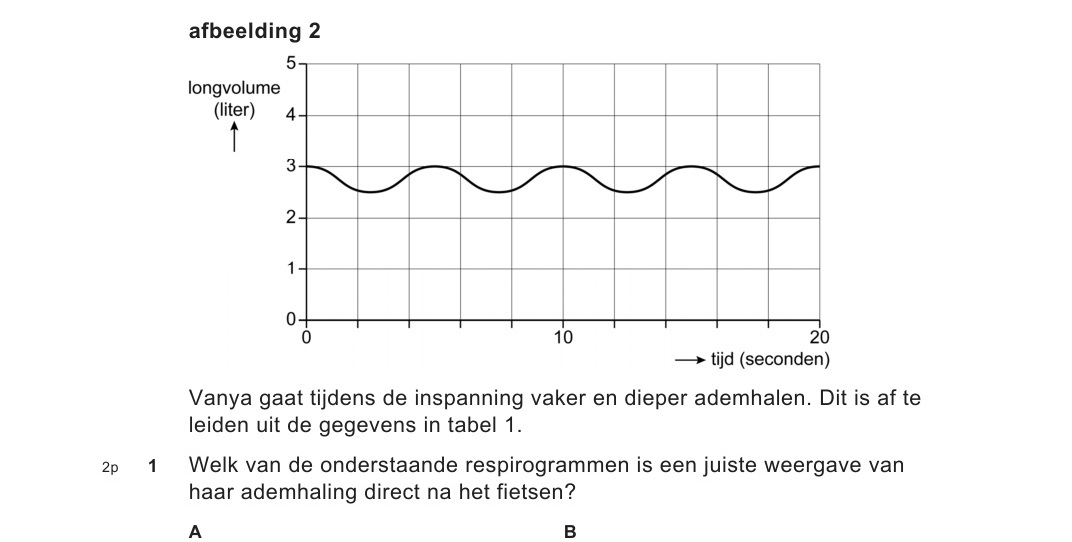 afbeelding 2
5
longvolume
(liter)
4
3
2
1
0
0 10 20
tijd (seconden)
Vanya gaat tijdens de inspanning vaker en dieper ademhalen. Dit is af te
leiden uit de gegevens in tabel 1.
2p 1 Welk van de onderstaande respirogrammen is een juiste weergave van
haar ademhaling direct na het fietsen?
A B